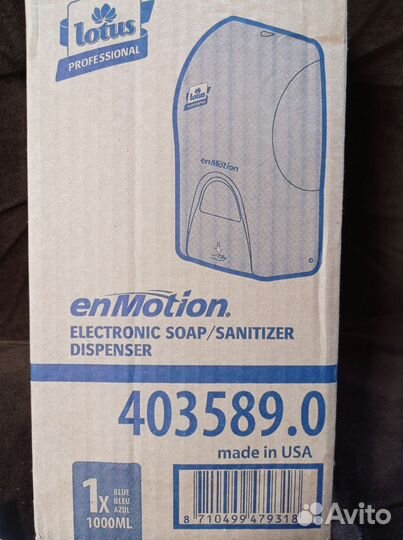 lotus
PROFESSIONAL
lotus
enMotion
enMotion.
ELECTRONIC SOAP/SANITIZER
DISPENSER
403589.0
made in USA
1x
BLUE
BLEU
AZUL
1000ML
8 710499 479318
Avito